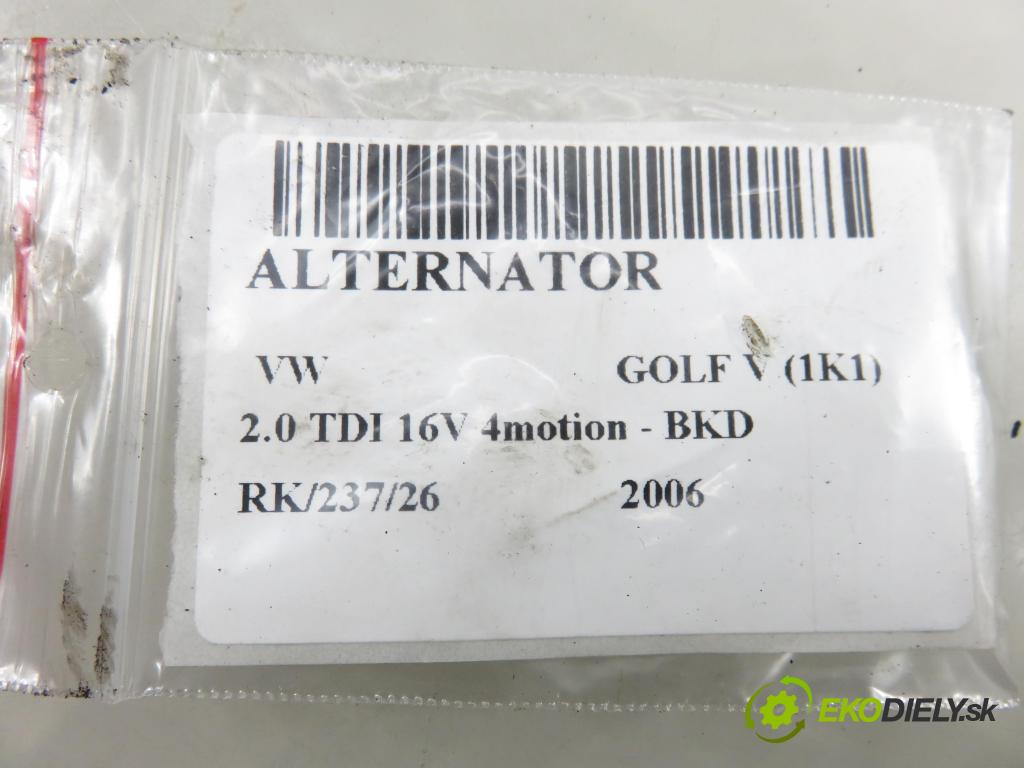 ALTERNATOR
VW GOLF V (1K1)
2.0 TDI 16V 4motion - BKD
RK/237/26 2006
EKODIELY.sk